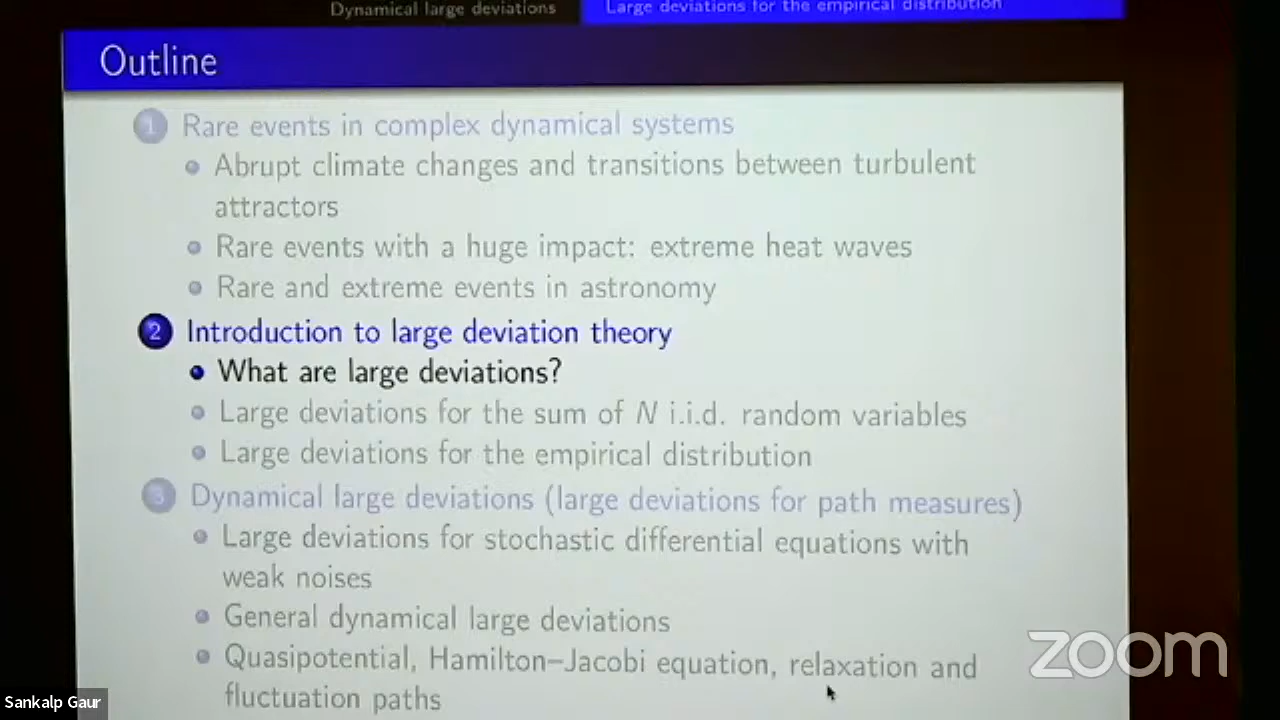 Dynamical large deviations
Large deviations for the empirical distribution
Outline
1 Rare events in complex dynamical systems
Abrupt climate changes and transitions between turbulent
attractors
Rare events with a huge impact: extreme heat waves
Rare and extreme events in astronomy
2 Introduction to large deviation theory
What are large deviations?
Large deviations for the sum of N i.i.d. random variables
Large deviations for the empirical distribution
3 Dynamical large deviations (large deviations for path measures)
Large deviations for stochastic differential equations with
weak noises
General dynamical large deviations
Quasipotential, Hamilton–Jacobi equation, relaxation and
fluctuation paths
zoom
Sankalp Gaur